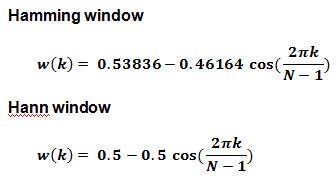 Hamming window
w(k) = 0.53836 − 0.46164 cos(2πk / N − 1)
Hann window
w(k) = 0.5 − 0.5 cos(2πk / N − 1)